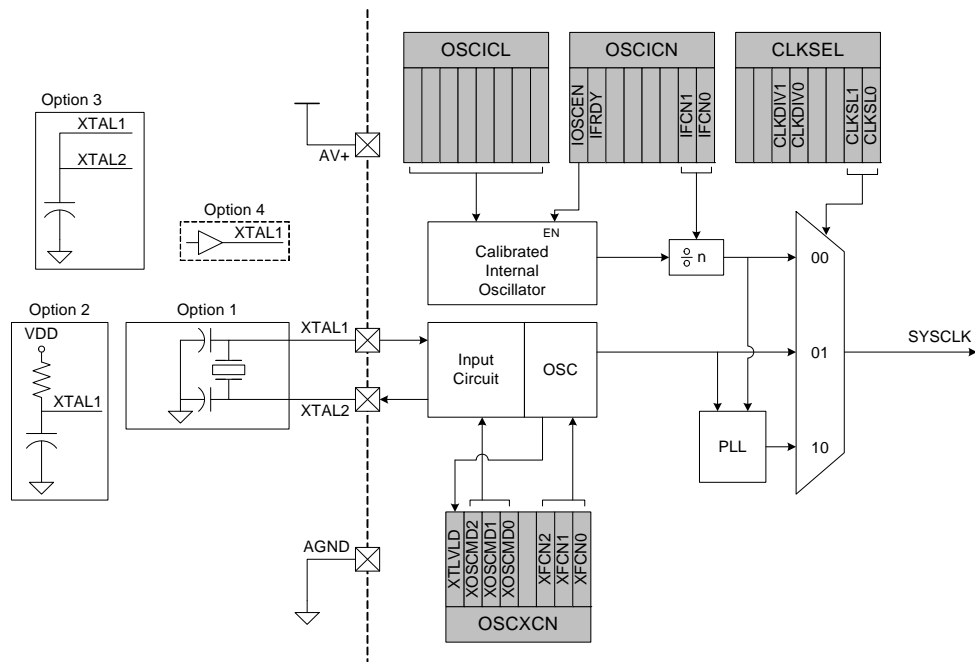 OSCICL
OSCICN
CLKSEL
IOSCEN
IFRDY
IFCN1
IFCN0
CLKDIV1
CLKDIV0
CLKSL1
CLKSL0
Option 3
XTAL1
XTAL2
AV+
Option 4
XTAL1
EN
Calibrated
Internal
Oscillator
n
00
Option 2
VDD
XTAL1
Option 1
XTAL1
XTAL2
Input
Circuit
OSC
01
SYSCLK
PLL
10
AGND
XTLVLD
XOSCMD2
XOSCMD1
XOSCMD0
XFCN2
XFCN1
XFCN0
OSCXCN